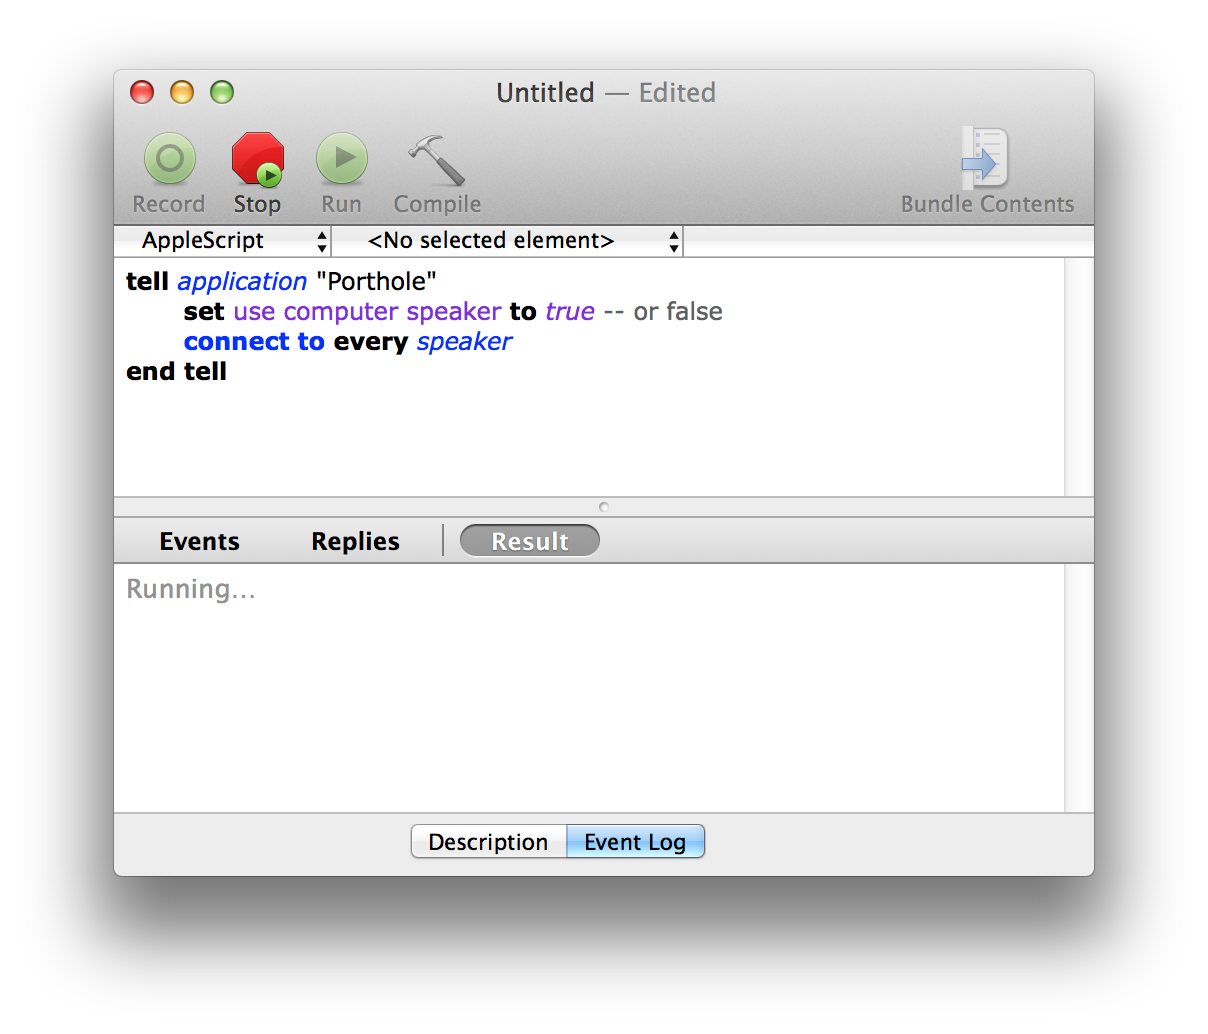 Untitled — Edited
Record Stop Run Compile Bundle Contents
AppleScript <No selected element>
tell application "Porthole"
set use computer speaker to true -- or false
connect to every speaker
end tell
Events Replies Result
Running...
Description Event Log